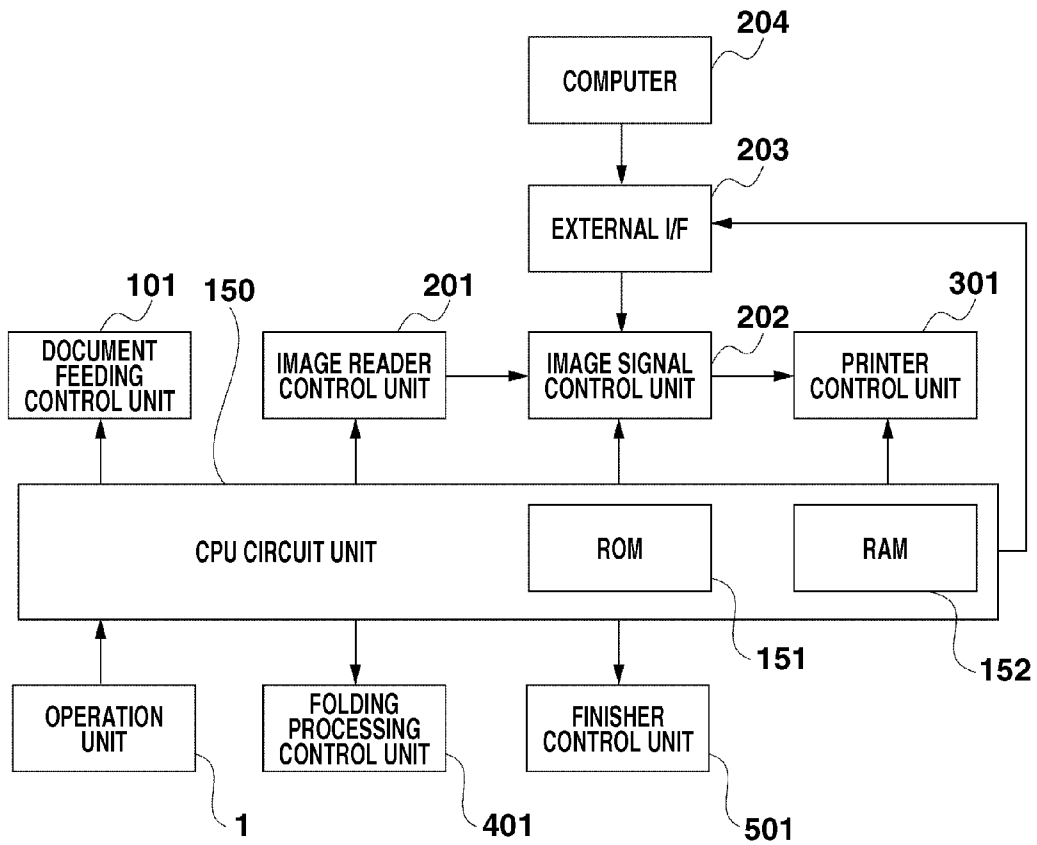 204
COMPUTER
203
EXTERNAL I/F
101
150
201
202
301
DOCUMENT
FEEDING
CONTROL UNIT
IMAGE READER
CONTROL UNIT
IMAGE SIGNAL
CONTROL UNIT
PRINTER
CONTROL UNIT
CPU CIRCUIT UNIT
ROM
RAM
151
152
OPERATION
UNIT
FOLDING
PROCESSING
CONTROL UNIT
FINISHER
CONTROL UNIT
1
401
501